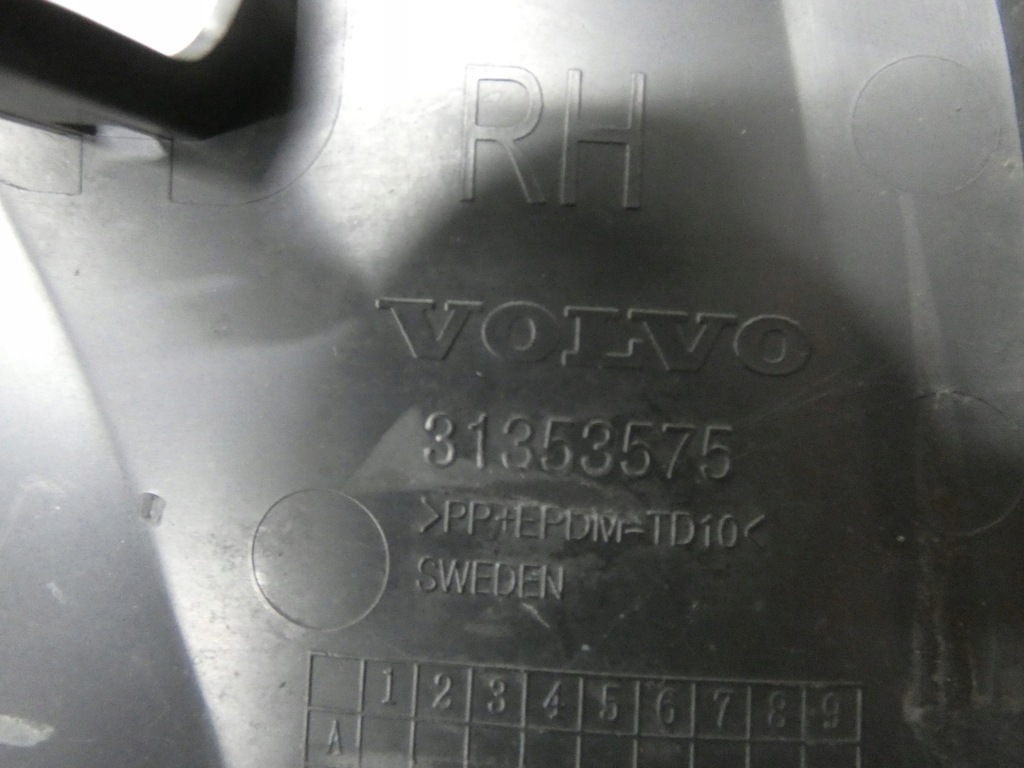 RH
VOLVO
31353575
>PP+EPDM-TD10<
SWEDEN
1 2 3 4 5 6 7 8 9
A